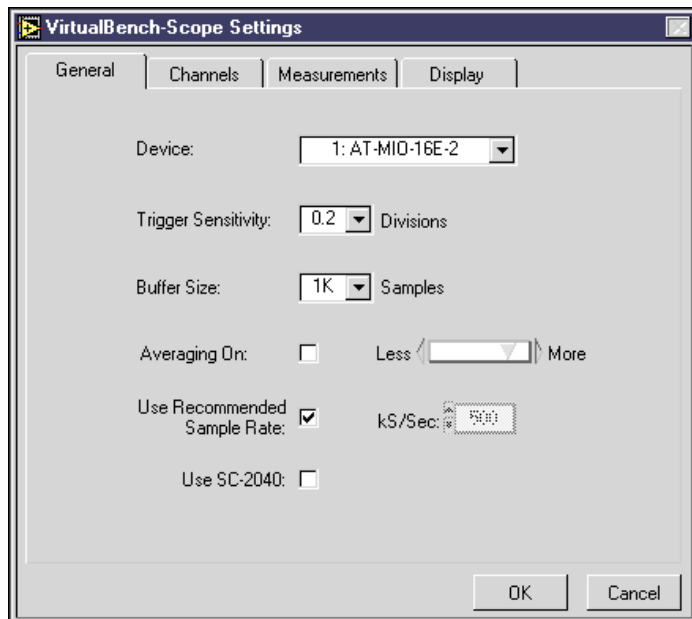 VirtualBench-Scope Settings
General
Channels
Measurements
Display
Device:
1: AT-MIO-16E-2
Trigger Sensitivity:
0.2
Divisions
Buffer Size:
1K
Samples
Averaging On:
Less
More
Use Recommended
Sample Rate:
kS/Sec:
500
Use SC-2040:
OK
Cancel